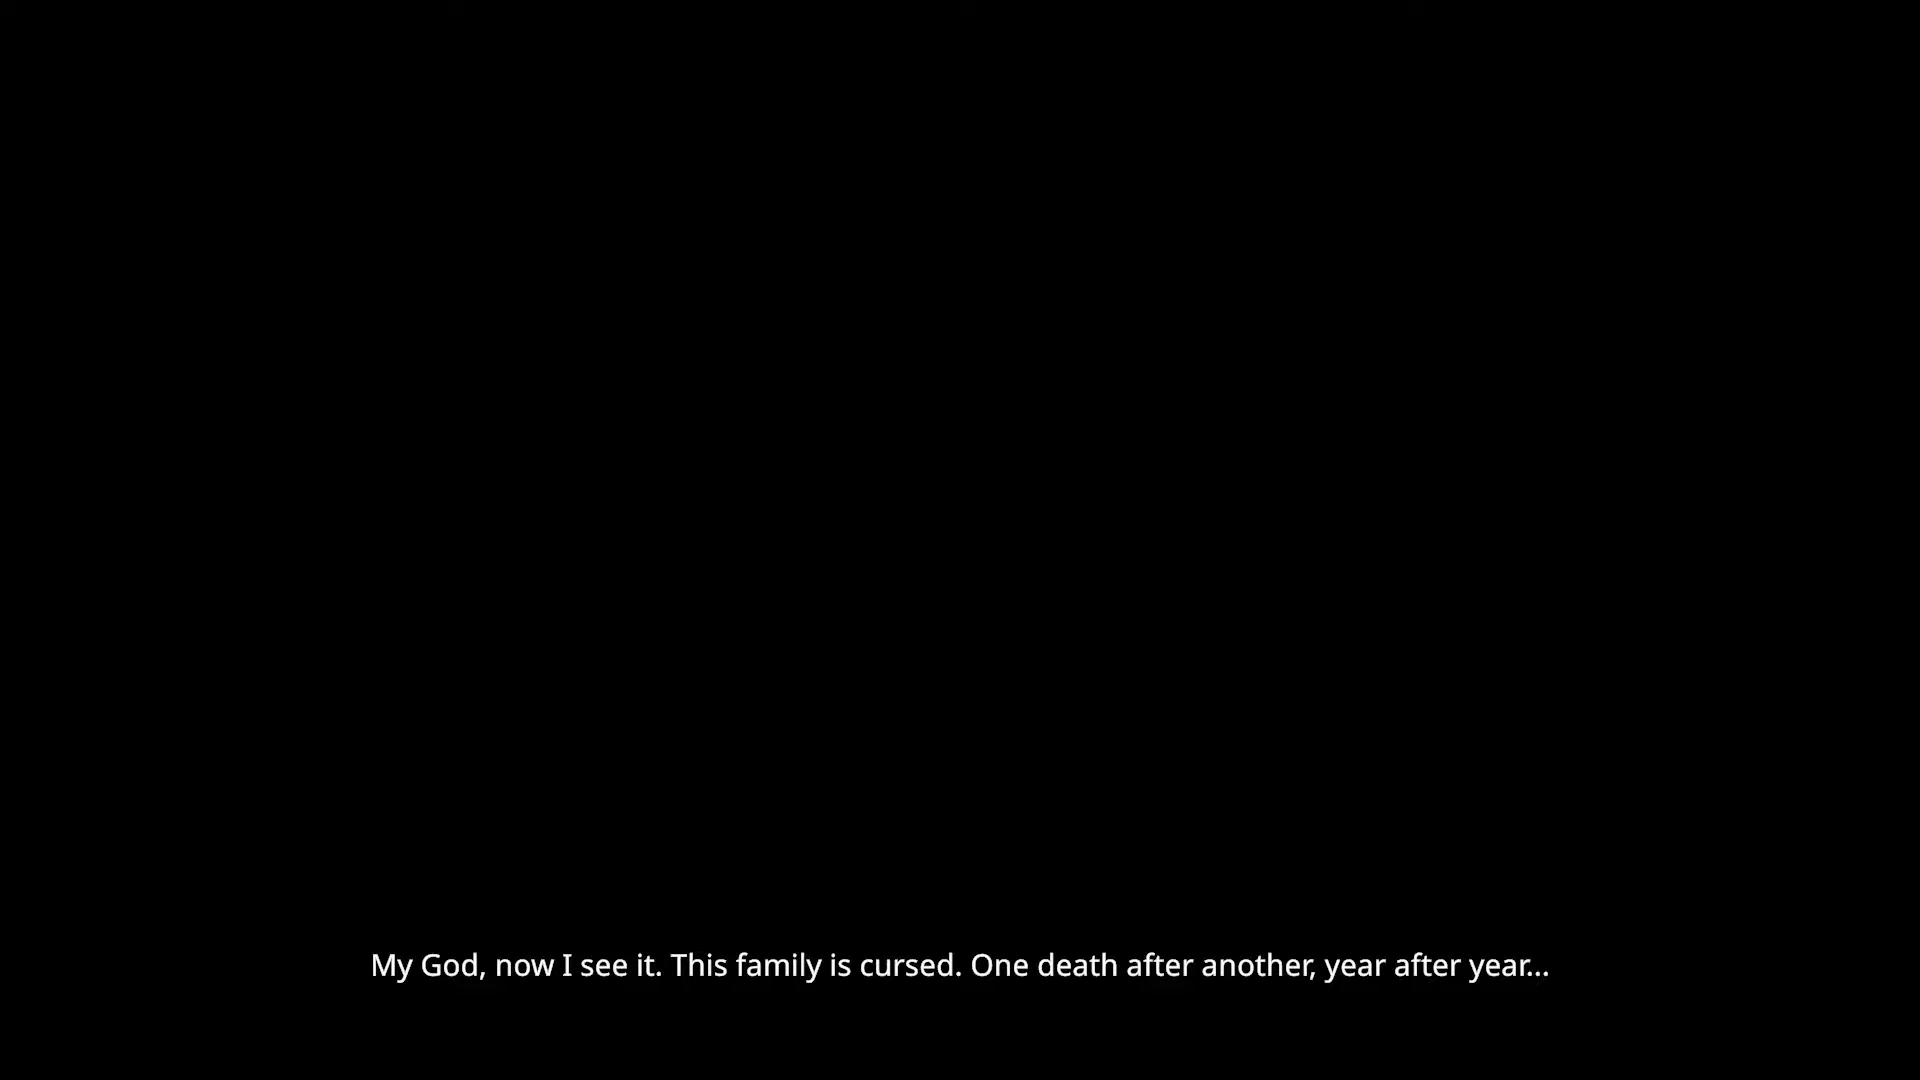 My God, now I see it. This family is cursed. One death after another, year after year...